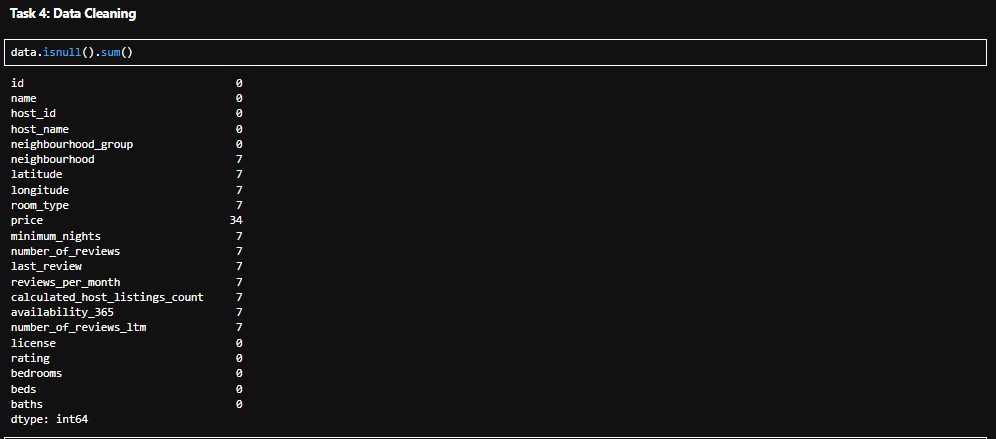 Task 4: Data Cleaning
data.isnull().sum()
id 0
name 0
host_id 0
host_name 0
neighbourhood_group 0
neighbourhood 7
latitude 7
longitude 7
room_type 7
price 34
minimum_nights 7
number_of_reviews 7
last_review 7
reviews_per_month 7
calculated_host_listings_count 7
availability_365 7
number_of_reviews_ltm 7
license 0
rating 0
bedrooms 0
beds 0
baths 0
dtype: int64